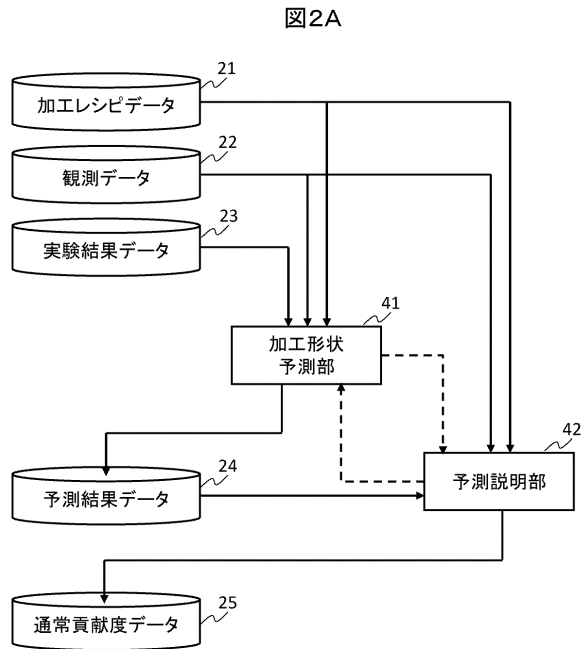 図2A
21
加工レシピデータ
22
観測データ
23
実験結果データ
41
加工形状
予測部
42
予測説明部
24
予測結果データ
25
通常貢献度データ